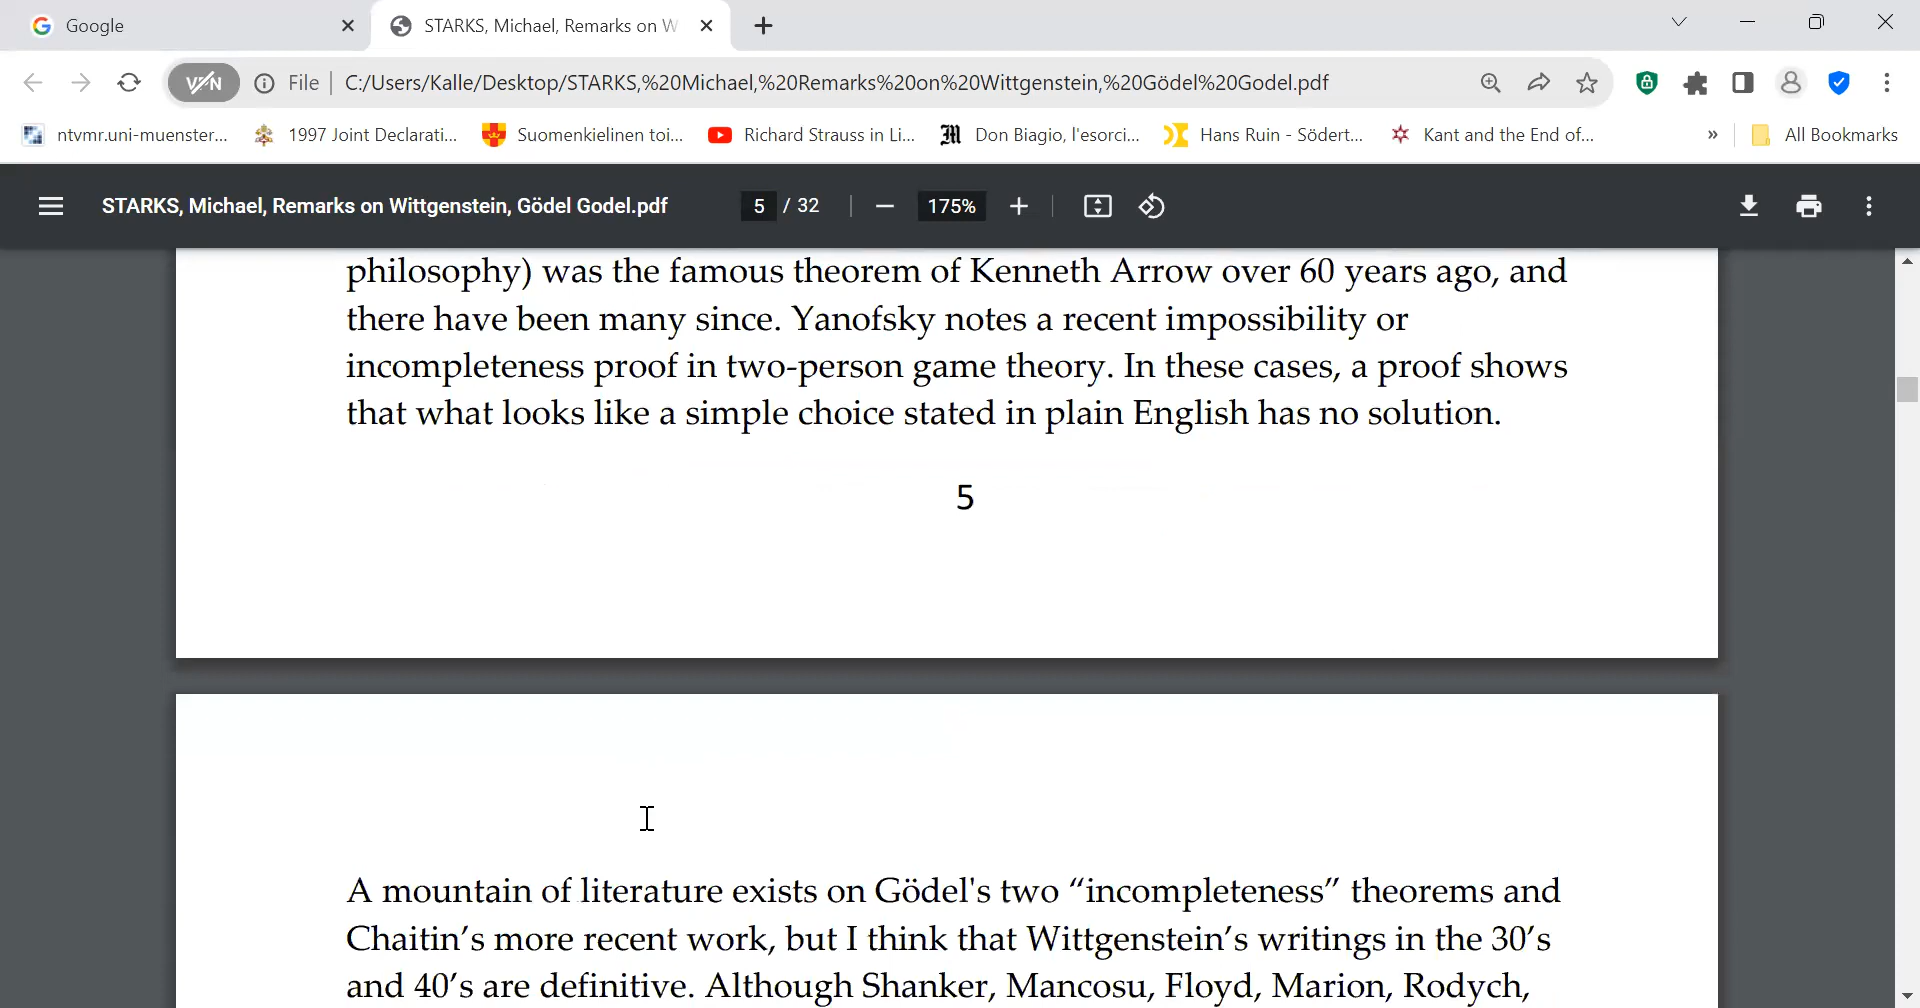 Google
STARKS, Michael, Remarks on W
VPN
File
C:/Users/Kalle/Desktop/STARKS,%20Michael,%20Remarks%20on%20Wittgenstein,%20Gödel%20Godel.pdf
ntvmr.uni-muenster...
1997 Joint Declarati...
Suomenkielinen toi...
Richard Strauss in Li...
Don Biagio, l'esorci...
Hans Ruin - Södert...
Kant and the End of...
»
All Bookmarks
STARKS, Michael, Remarks on Wittgenstein, Gödel Godel.pdf
5 / 32
175%
philosophy) was the famous theorem of Kenneth Arrow over 60 years ago, and
there have been many since. Yanofsky notes a recent impossibility or
incompleteness proof in two-person game theory. In these cases, a proof shows
that what looks like a simple choice stated in plain English has no solution.
5
A mountain of literature exists on Gödel's two “incompleteness” theorems and
Chaitin’s more recent work, but I think that Wittgenstein’s writings in the 30’s
and 40’s are definitive. Although Shanker, Mancosu, Floyd, Marion, Rodych,